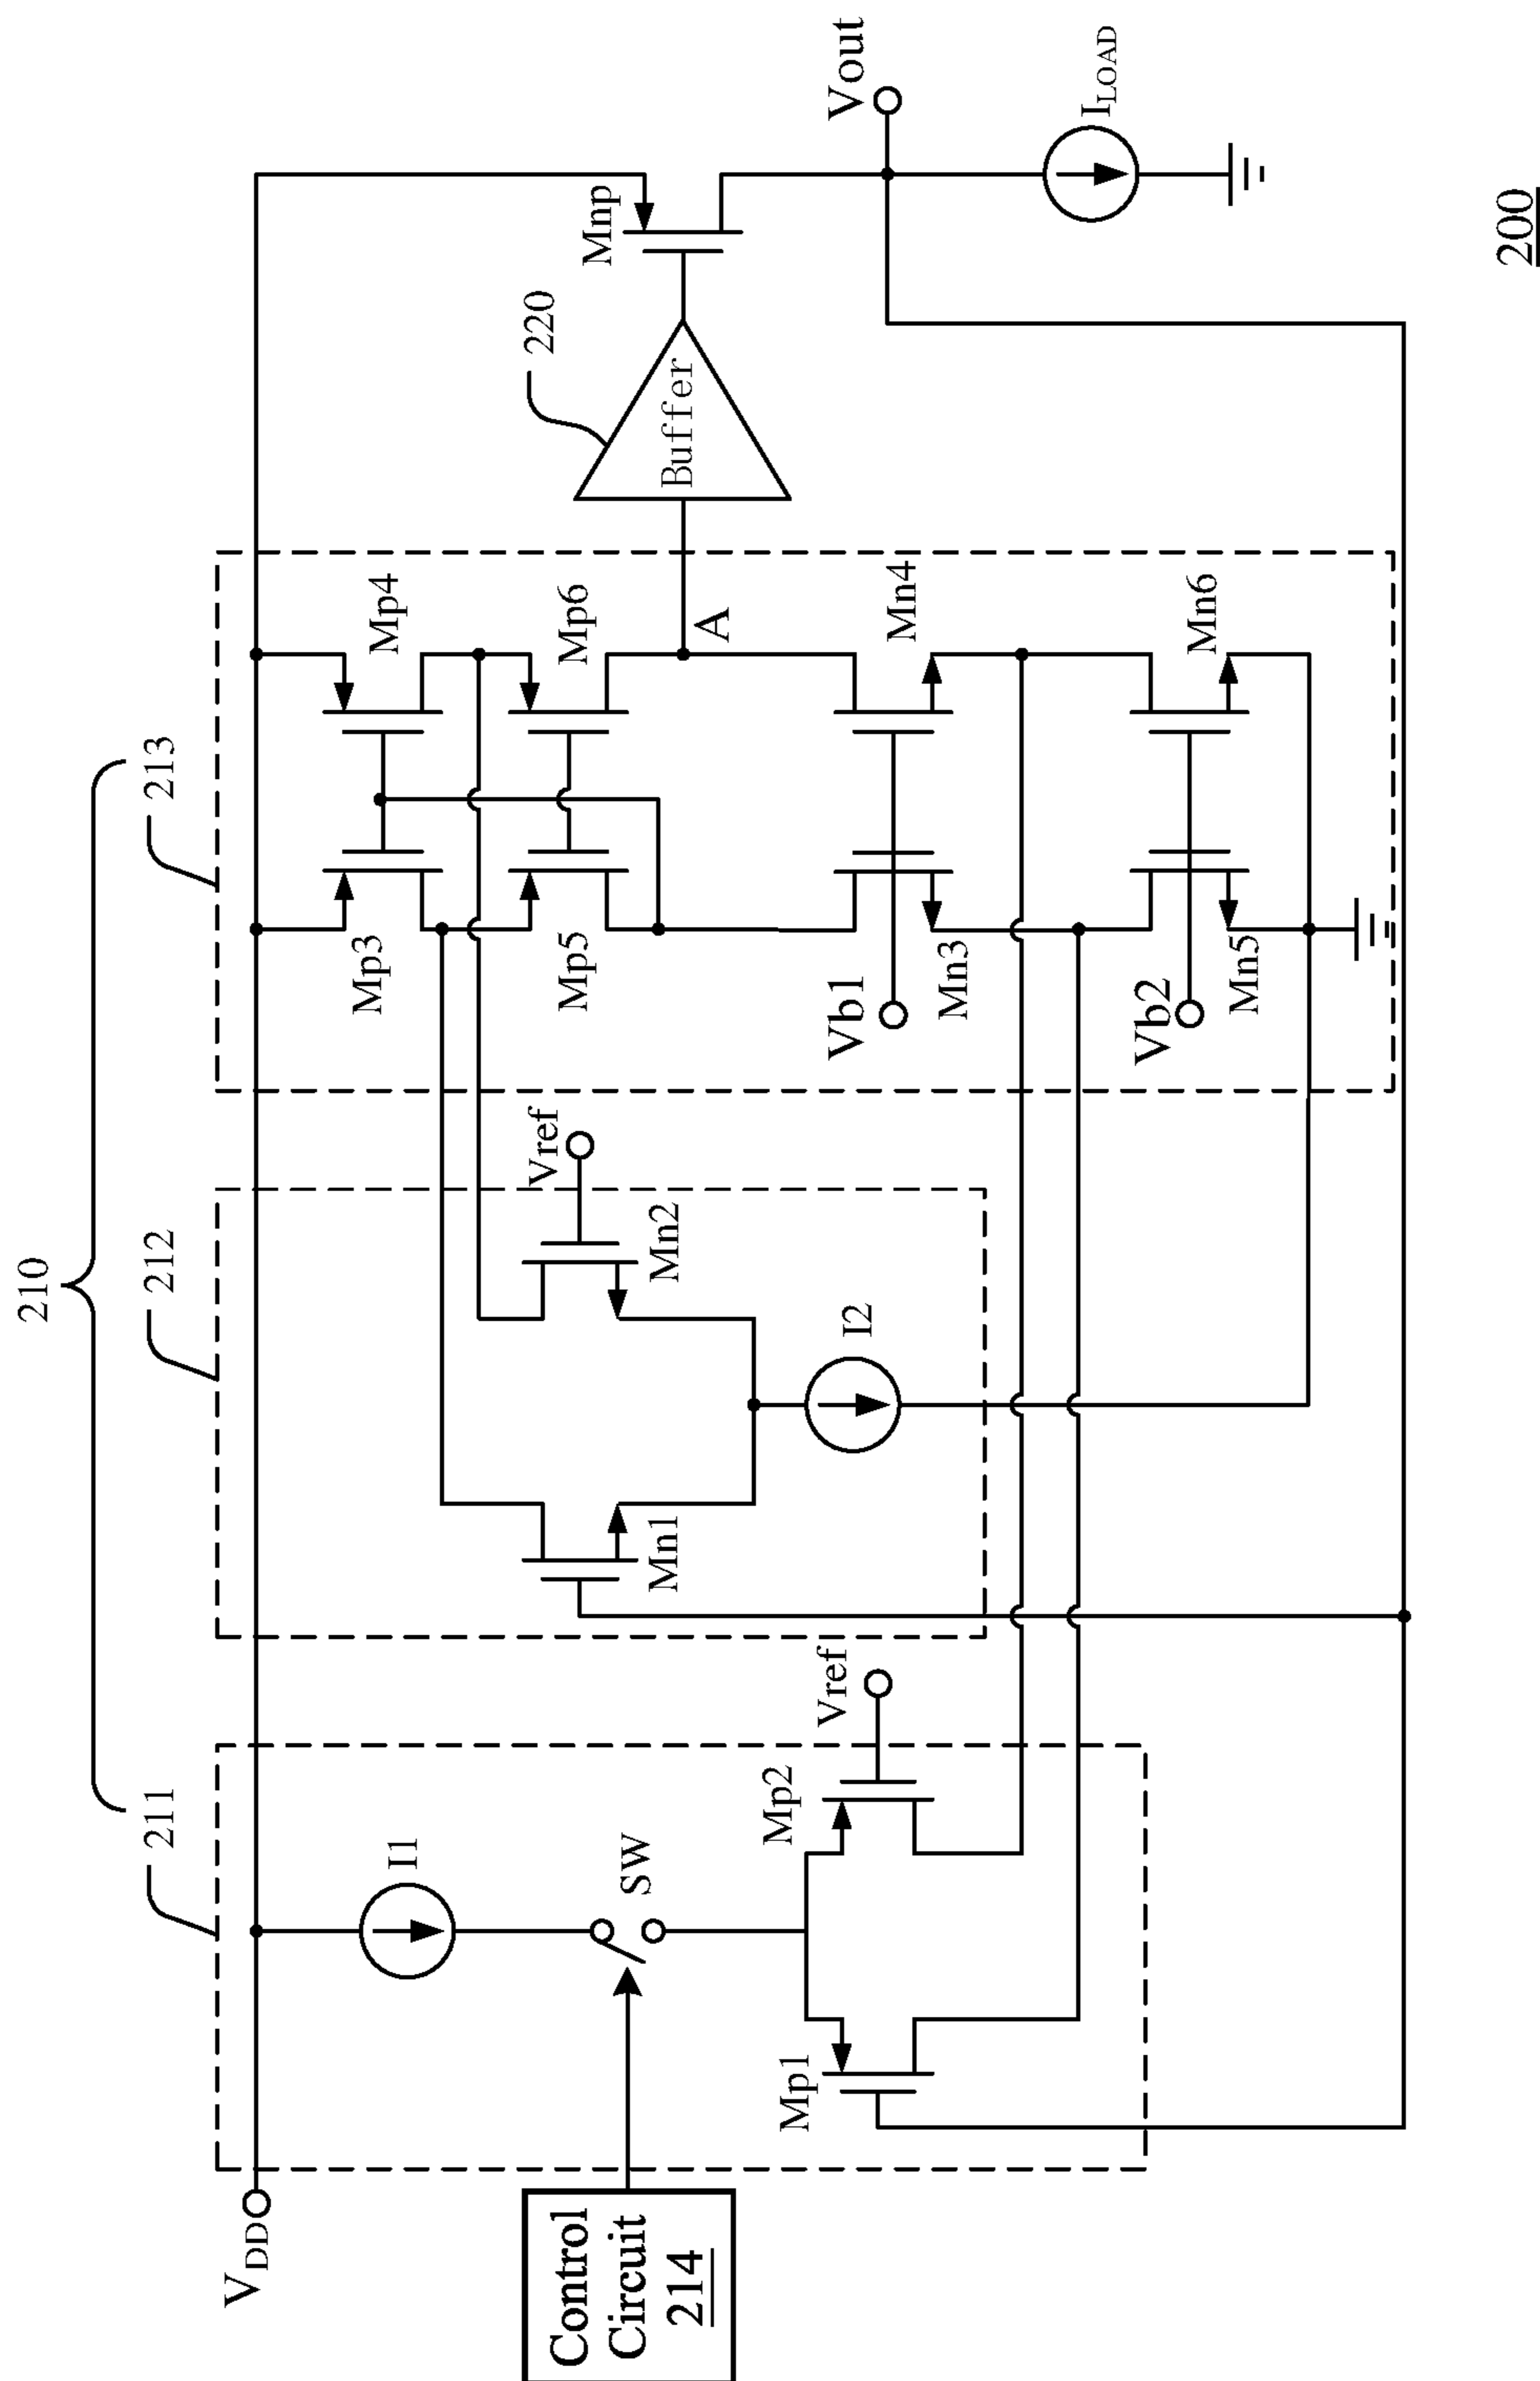 210
211
212
213
VDD
I1
SW
Control
Circuit
214
Mp1
Mp2
Vref
Mn1
Mn2
Vref
I2
Mp3
Mp4
Mp5
Mp6
A
Vb1
Mn3
Mn4
Vb2
Mn5
Mn6
220
Buffer
Mnp
Vout
ILOAD
200